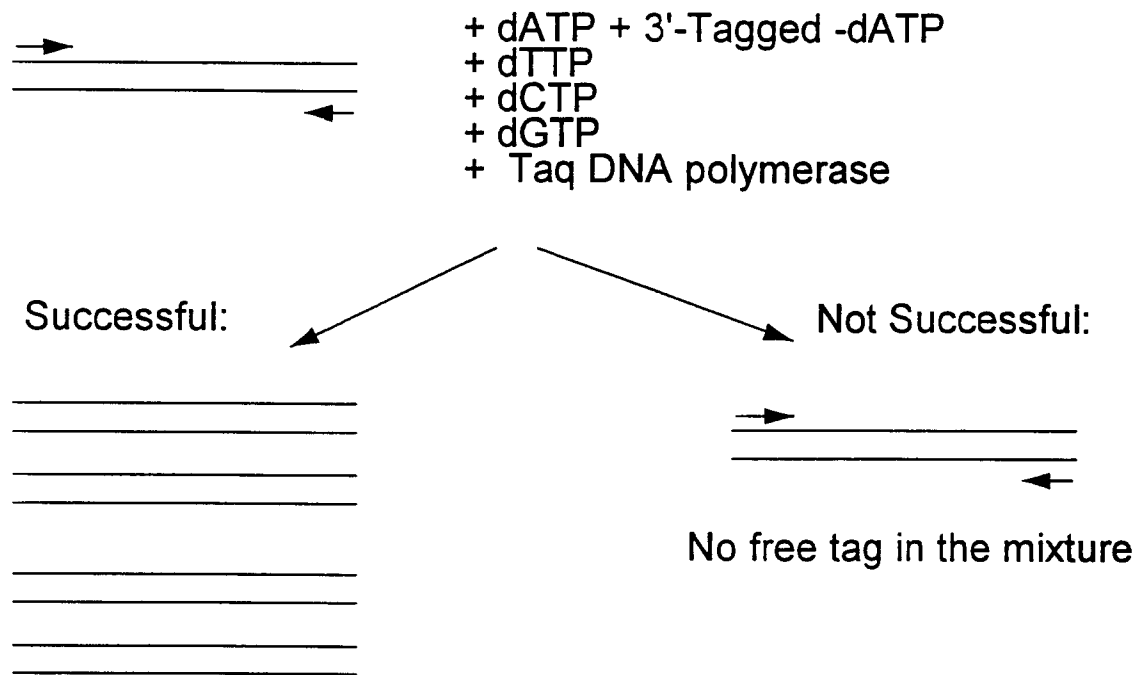 + dATP + 3'-Tagged -dATP
+ dTTP
+ dCTP
+ dGTP
+ Taq DNA polymerase
Successful:
Not Successful:
No free tag in the mixture